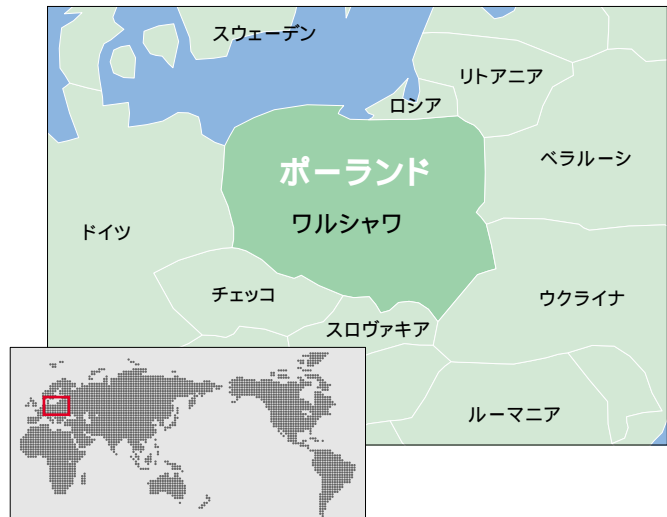 スウェーデン
リトアニア
ロシア
ベラルーシ
ポーランド
ワルシャワ
ドイツ
チェッコ
ウクライナ
スロヴァキア
ルーマニア